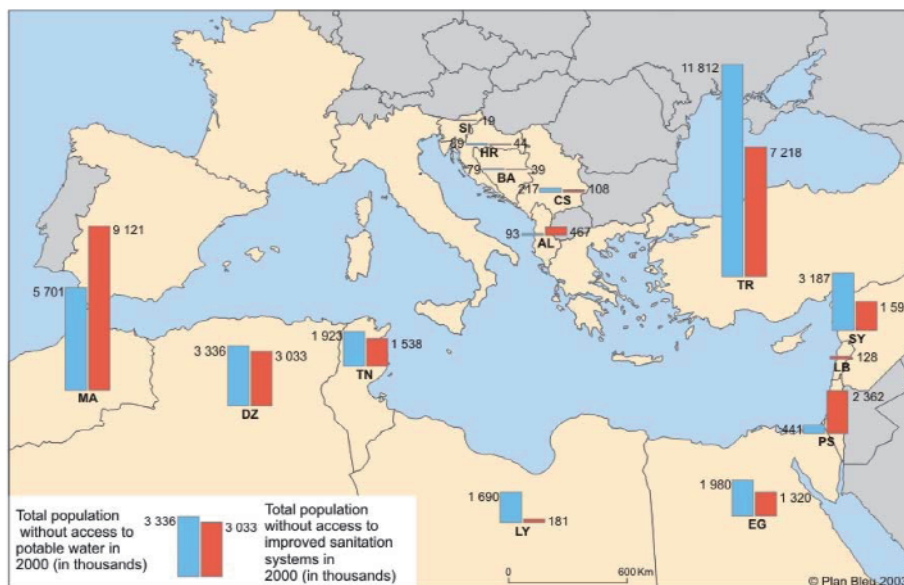 11 812
7 218
TR
19
SI
44
HR
79
39
BA
217
108
CS
93
467
AL
9 121
5 701
MA
3 336
3 033
DZ
1 923
1 538
TN
3 187
1 59
SY
128
LB
2 362
441
PS
1 690
181
LY
1 980
1 320
EG
Total population
without access to
potable water in
2000 (in thousands)
3 336
3 033
Total population
without access to
improved sanitation
systems in
2000 (in thousands)
0
600 Km
© Plan Bleu 2003